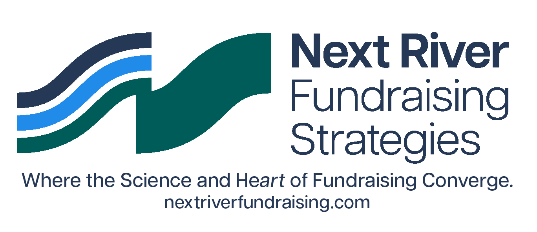 Next River
Fundraising
Strategies
Where the Science and Heart of Fundraising Converge.
nextriverfundraising.com